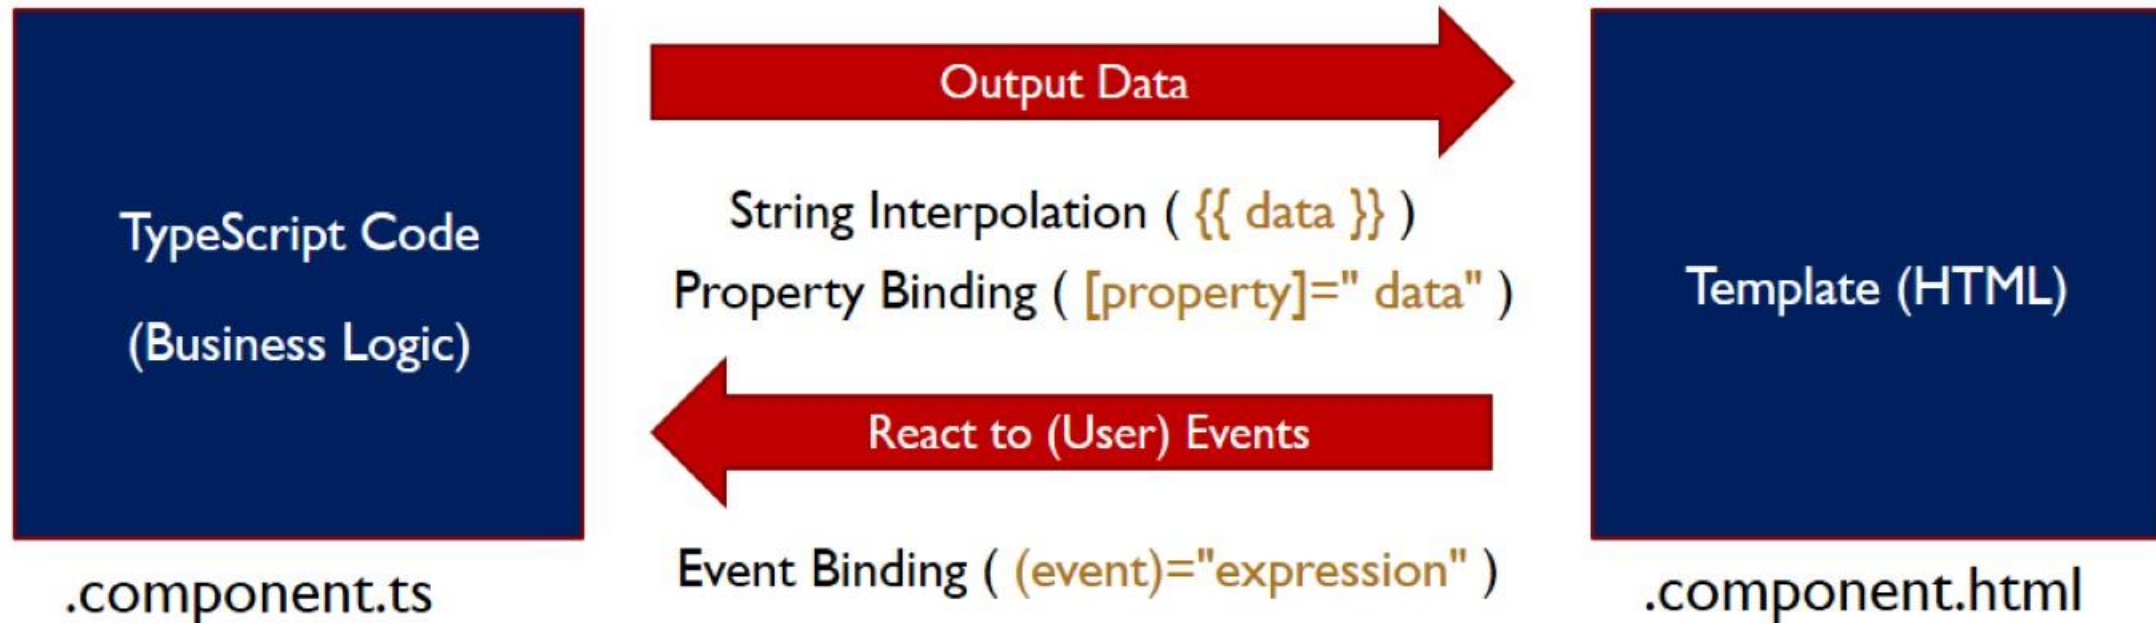 TypeScript Code
(Business Logic)
.component.ts
Output Data
String Interpolation ( {{ data }} )
Property Binding ( [property]=" data" )
React to (User) Events
Event Binding ( (event)="expression" )
Template (HTML)
.component.html